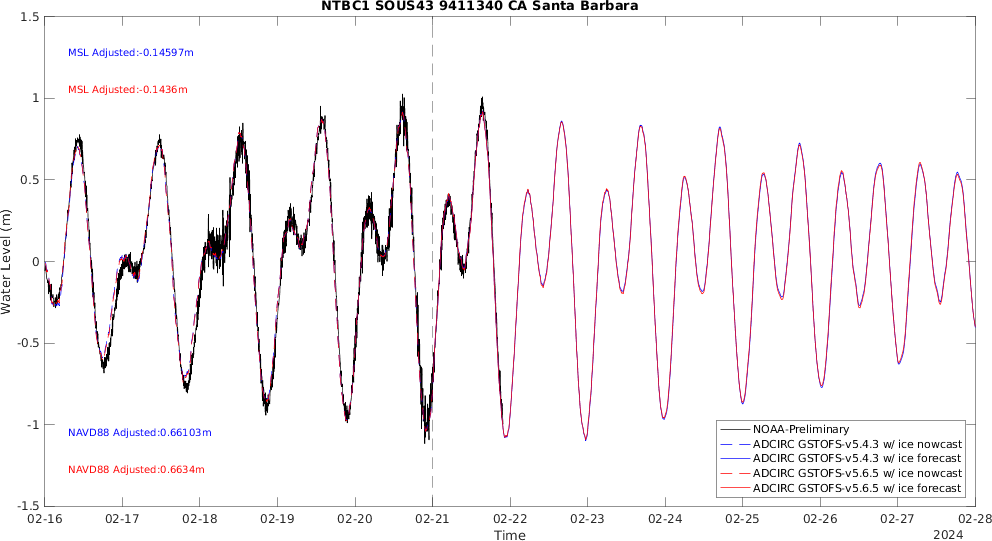 NTBC1 SOUS43 9411340 CA Santa Barbara
1.5
1
0.5
0
-0.5
-1
-1.5
Water Level (m)
MSL Adjusted:-0.14597m
MSL Adjusted:-0.1436m
NAVD88 Adjusted:0.66103m
NAVD88 Adjusted:0.6634m
NOAA-Preliminary
ADCIRC GSTOFS-v5.4.3 w/ ice nowcast
ADCIRC GSTOFS-v5.4.3 w/ ice forecast
ADCIRC GSTOFS-v5.6.5 w/ ice nowcast
ADCIRC GSTOFS-v5.6.5 w/ ice forecast
02-16 02-17 02-18 02-19 02-20 02-21 02-22 02-23 02-24 02-25 02-26 02-27 02-28
Time
2024